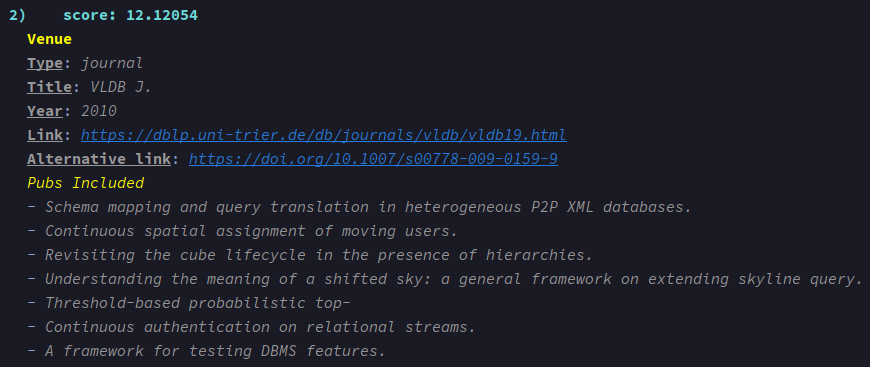 2) score: 12.12054
Venue
Type: journal
Title: VLDB J.
Year: 2010
Link: https://dblp.uni-trier.de/db/journals/vldb/vldb19.html
Alternative link: https://doi.org/10.1007/s00778-009-0159-9
Pubs Included
- Schema mapping and query translation in heterogeneous P2P XML databases.
- Continuous spatial assignment of moving users.
- Revisiting the cube lifecycle in the presence of hierarchies.
- Understanding the meaning of a shifted sky: a general framework on extending skyline query.
- Threshold-based probabilistic top-
- Continuous authentication on relational streams.
- A framework for testing DBMS features.